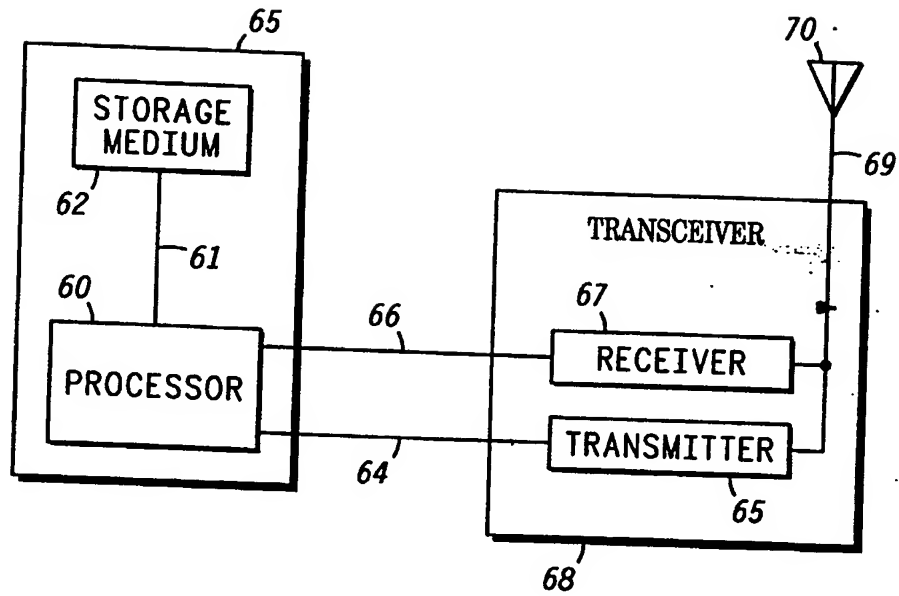 65
70
STORAGE
MEDIUM
62
69
TRANSCEIVER
61
60
67
66
RECEIVER
PROCESSOR
TRANSMITTER
64
65
68